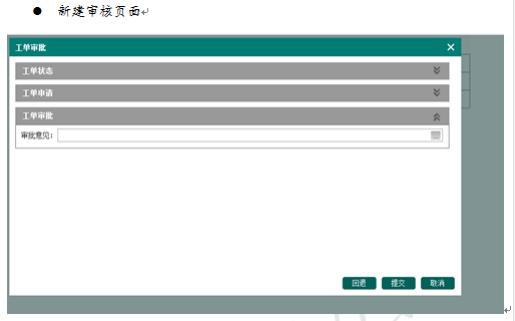 ● 新建审核页面
工单审批
工单状态
工单申请
工单审批
审批意见：
回退 提交 取消